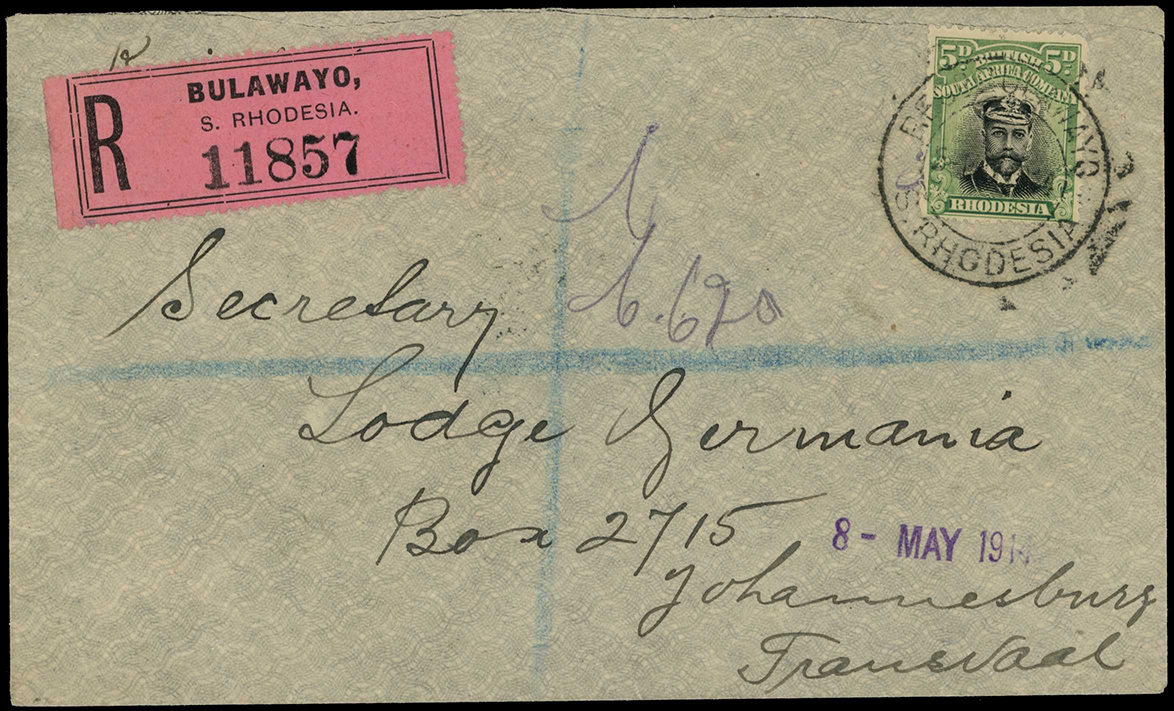 R
BULAWAYO,
S. RHODESIA.
11857
5D BRITISH 5D
SOUTH AFRICA COMPANY
RHODESIA
S. RHODESIA
Secretary
Lodge Germania
Box 2715
8 - MAY 1914
Johannesburg
Transvaal